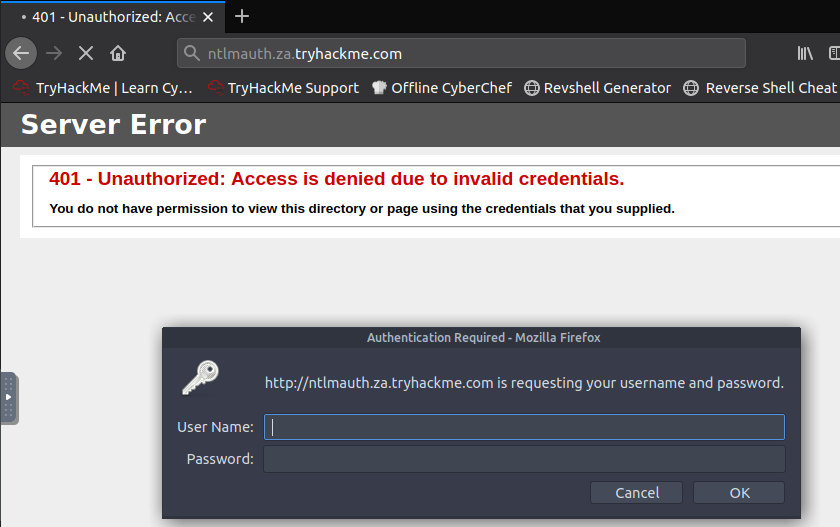 401 - Unauthorized: Acce
ntlmauth.za.tryhackme.com
TryHackMe | Learn Cy… TryHackMe Support Offline CyberChef Revshell Generator Reverse Shell Cheat
Server Error
401 - Unauthorized: Access is denied due to invalid credentials.
You do not have permission to view this directory or page using the credentials that you supplied.
Authentication Required - Mozilla Firefox
http://ntlmauth.za.tryhackme.com is requesting your username and password.
User Name:
Password:
Cancel OK